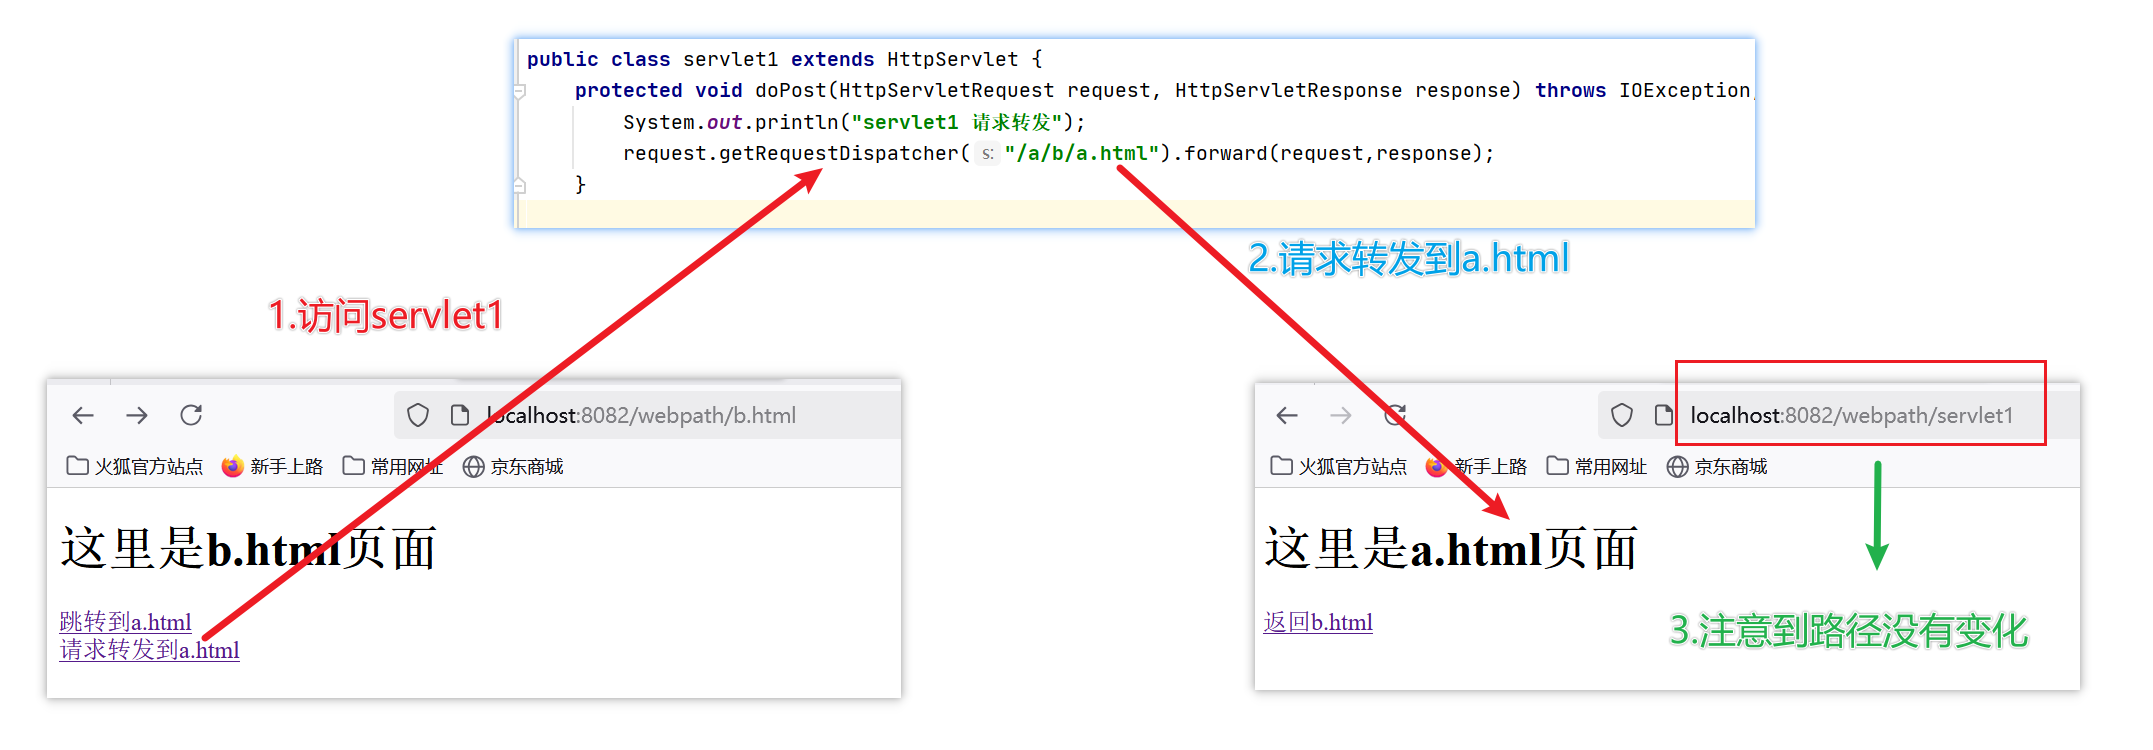 public class servlet1 extends HttpServlet {
protected void doPost(HttpServletRequest request, HttpServletResponse response) throws IOException,
System.out.println("servlet1 请求转发");
request.getRequestDispatcher( s: "/a/b/a.html").forward(request,response);
}
2.请求转发到a.html
1.访问servlet1
localhost:8082/webpath/b.html
火狐官方站点 新手上路 常用网址 京东商城
这里是b.html页面
跳转到a.html
请求转发到a.html
localhost:8082/webpath/servlet1
火狐官方站点 新手上路 常用网址 京东商城
这里是a.html页面
返回b.html
3.注意到路径没有变化